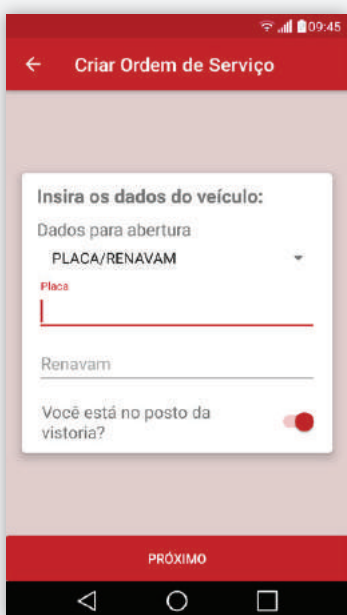 09:45
Criar Ordem de Serviço
Insira os dados do veículo:
Dados para abertura
PLACA/RENAVAM
Placa
Renavam
Você está no posto da
vistoria?
PRÓXIMO